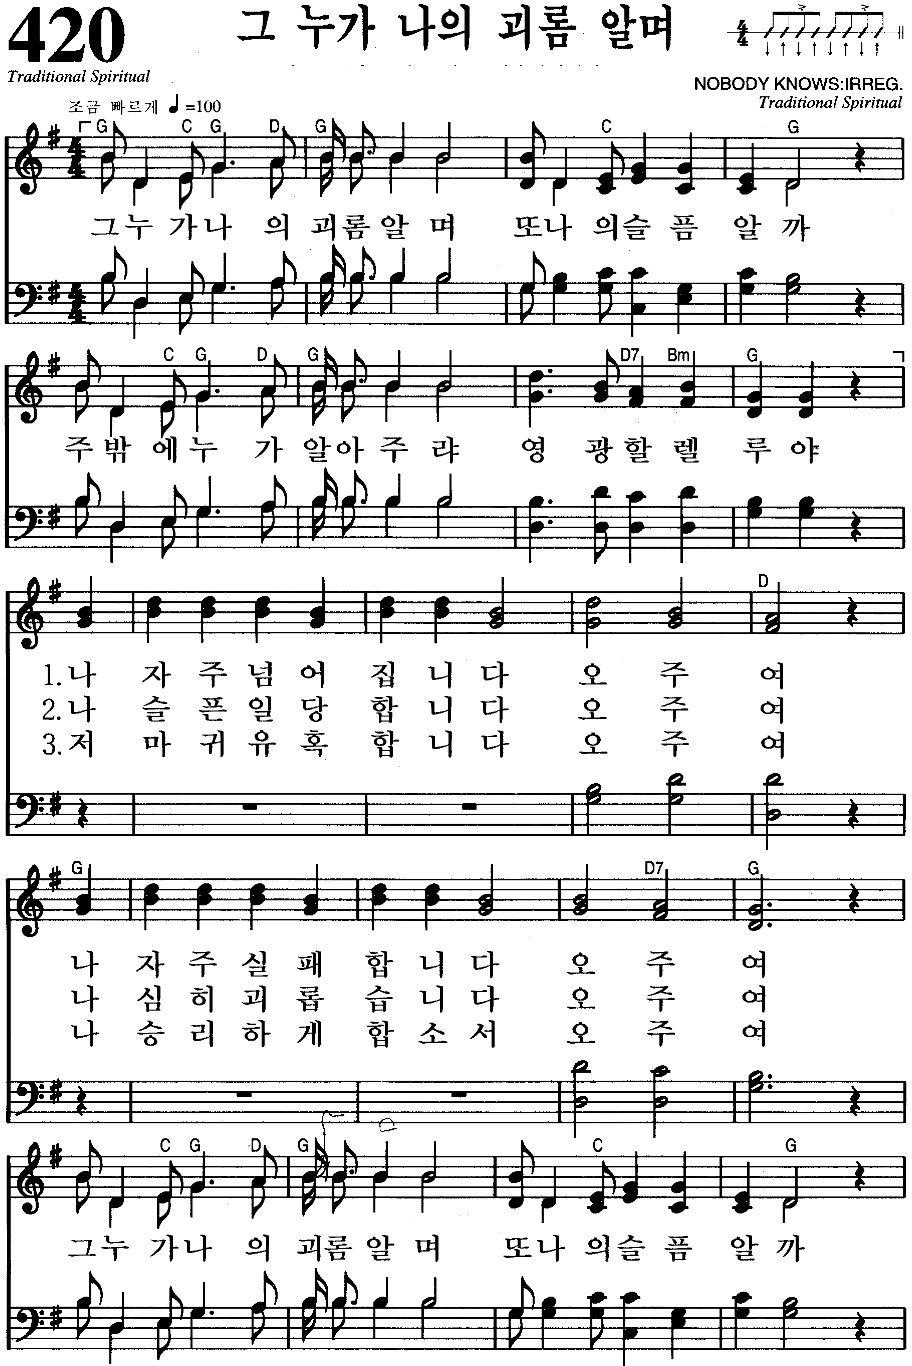 420
그 누가 나의 괴롬 알며
Traditional Spiritual
NOBODY KNOWS:IRREG.
Traditional Spiritual
조금 빠르게 ♩=100
G C G D G C G
그누 가나 의 괴롬 알 며 또나 의슬 픔 알 까
C G D G D7 Bm G
주 밖 에 누 가 알아 주 랴 영 광 할 렐 루 야
D
1. 나 자 주 넘 어 집 니 다 오 주 여
2. 나 슬 픈 일 당 합 니 다 오 주 여
3. 저 마 귀 유 혹 합 니 다 오 주 여
G D7 G
나 자 주 실 패 합 니 다 오 주 여
나 심 히 괴 롭 습 니 다 오 주 여
나 승 리 하 게 합 소 서 오 주 여
C G D G C G
그누 가나 의 괴롬 알 며 또나 의슬 픔 알 까